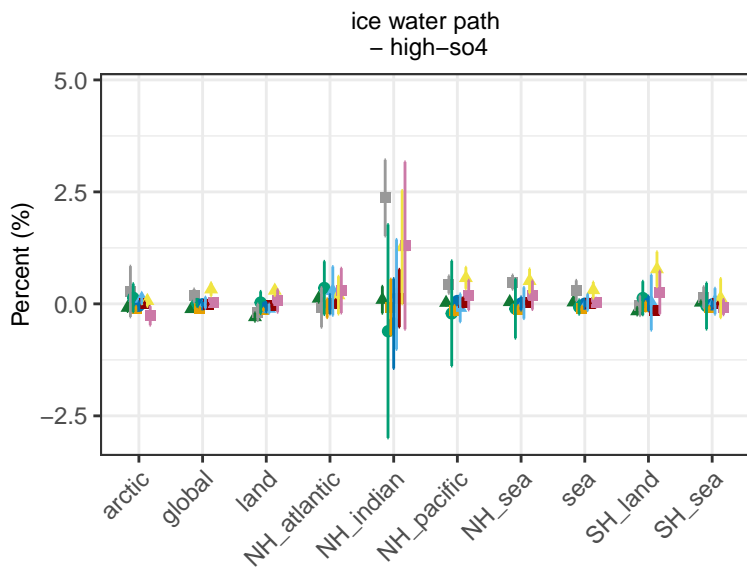 ice water path
− high−so4
Percent (%)
5.0
2.5
0.0
−2.5
arctic
global
land
NH_atlantic
NH_indian
NH_pacific
NH_sea
sea
SH_land
SH_sea